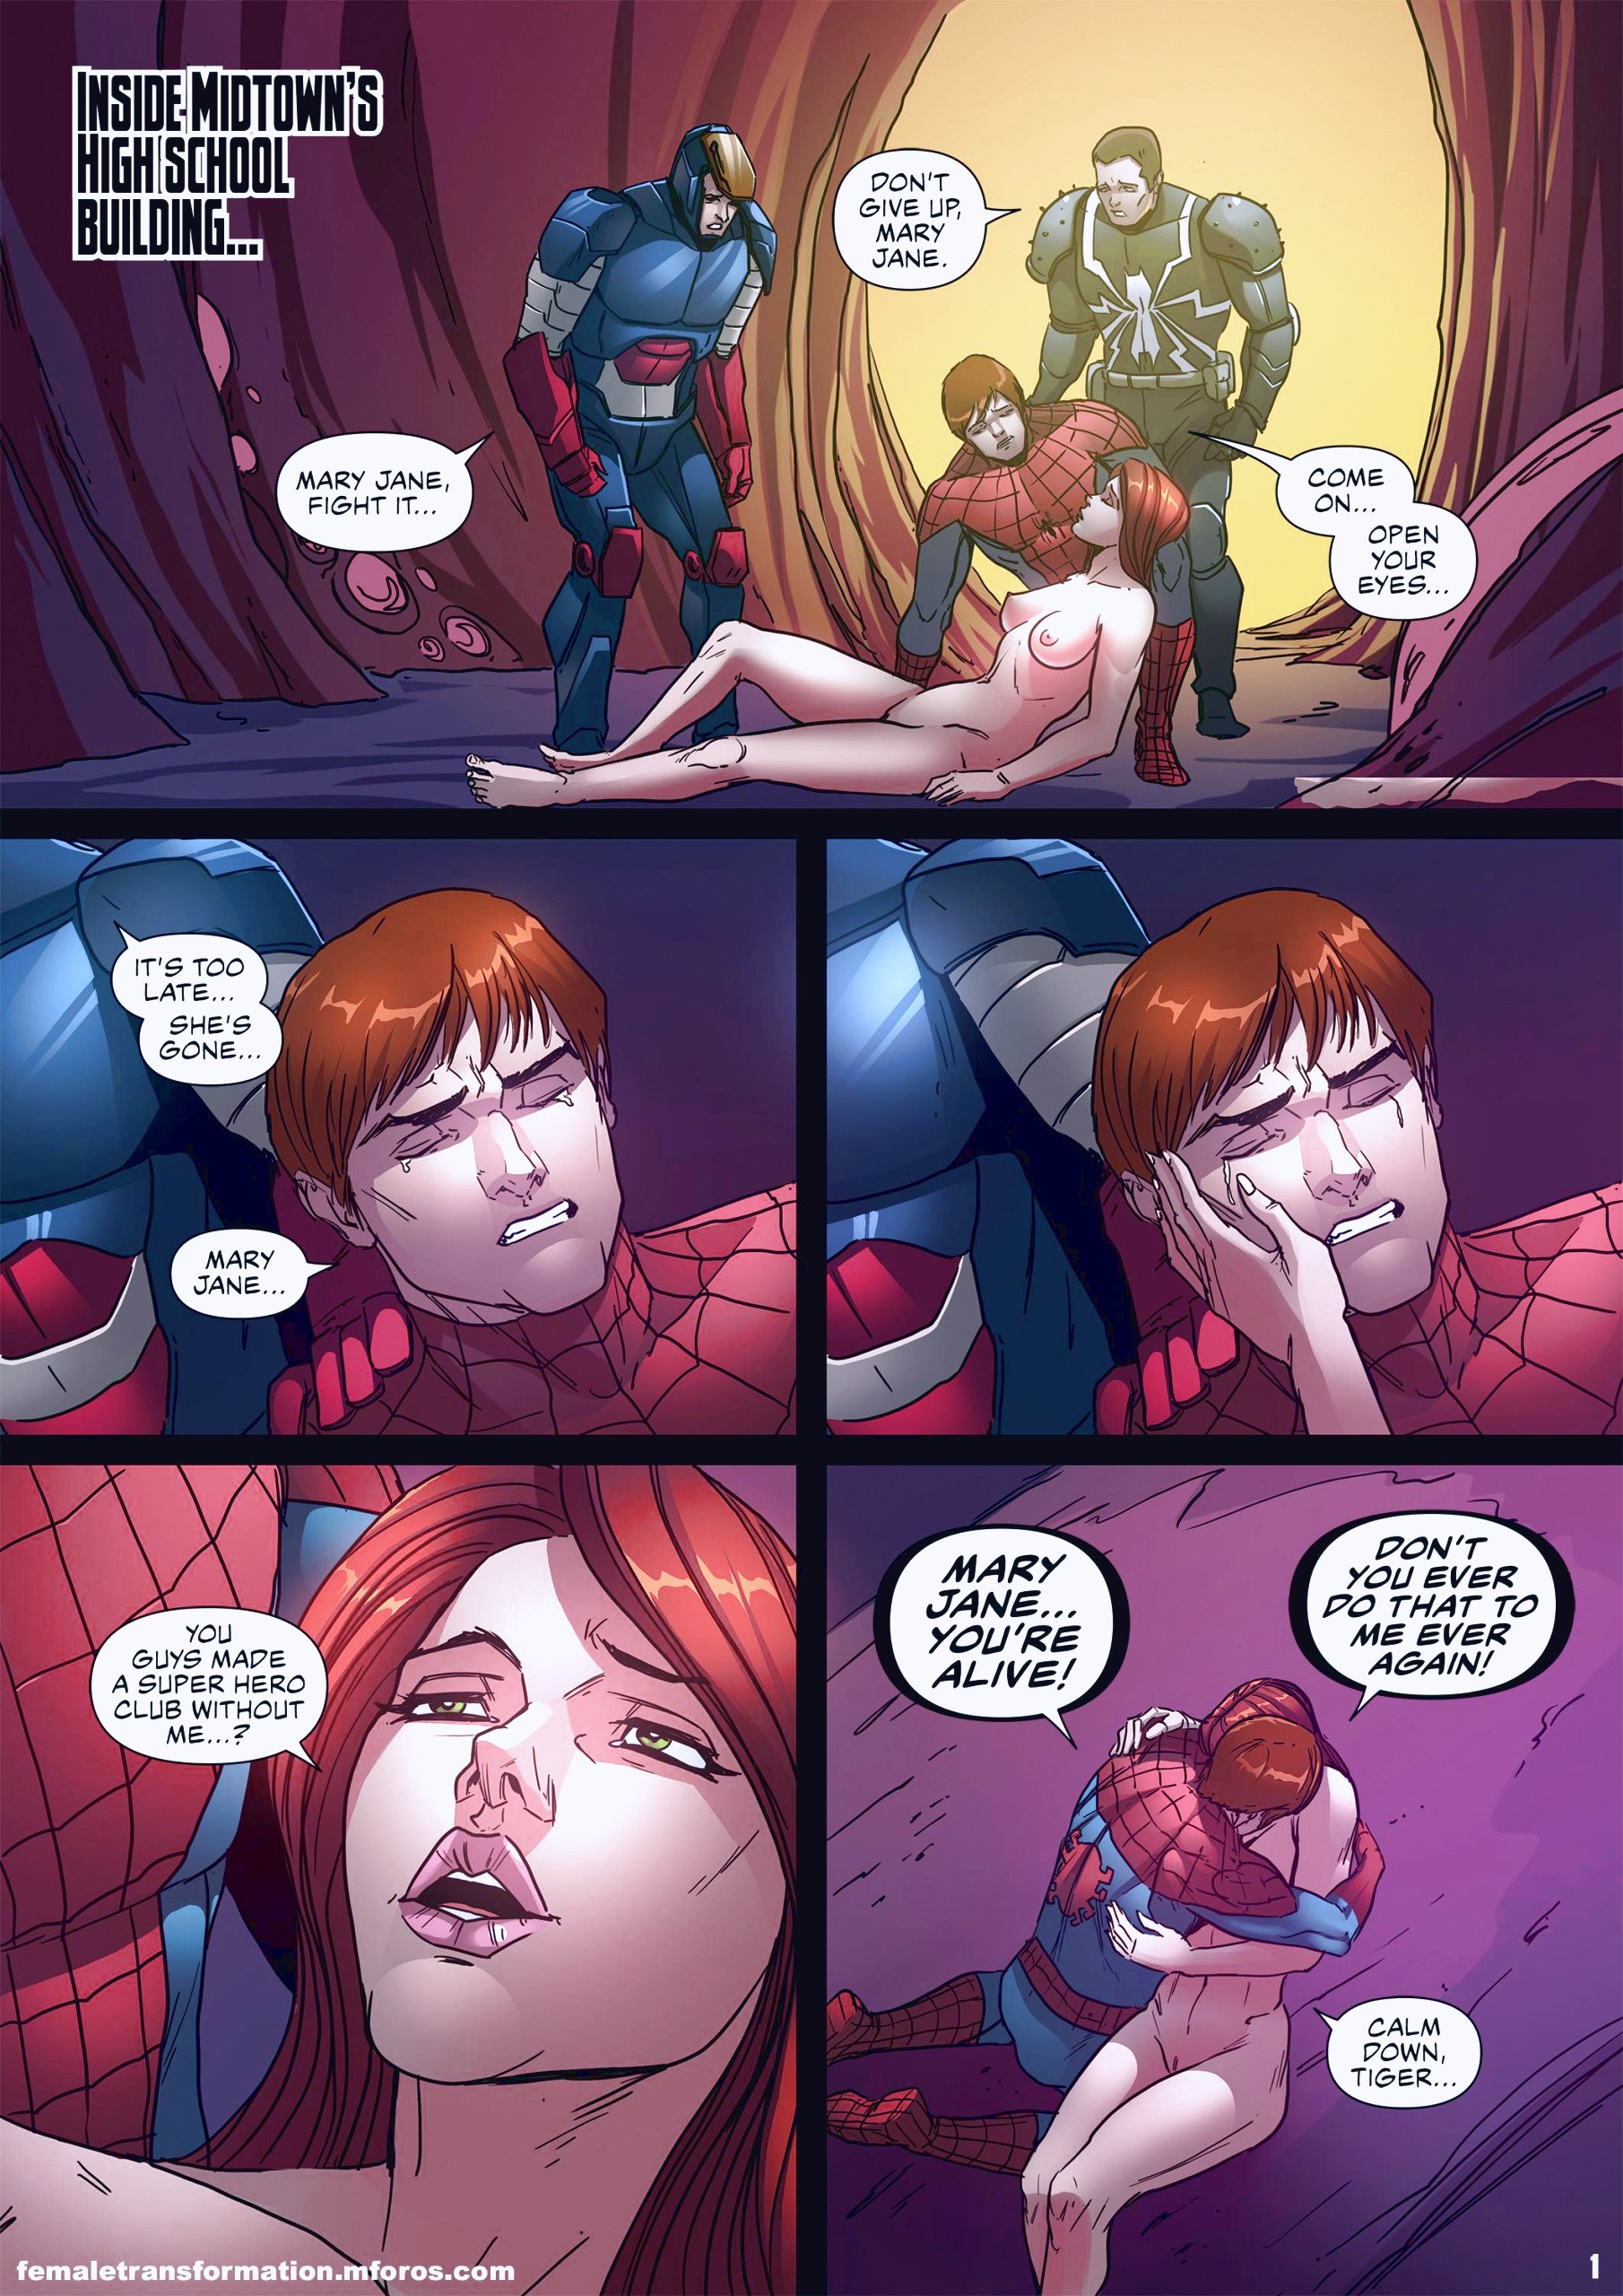 INSIDE MIDTOWN'S
HIGH SCHOOL
BUILDING...
DON'T
GIVE UP,
MARY
JANE.
MARY JANE,
FIGHT IT...
COME
ON...
OPEN
YOUR
EYES...
IT'S TOO
LATE...
SHE'S
GONE...
MARY
JANE...
YOU
GUYS MADE
A SUPER HERO
CLUB WITHOUT
ME...?
MARY
JANE...
YOU'RE
ALIVE!
DON'T
YOU EVER
DO THAT TO
ME EVER
AGAIN!
CALM
DOWN,
TIGER...
femaletransformation.mforos.com
1